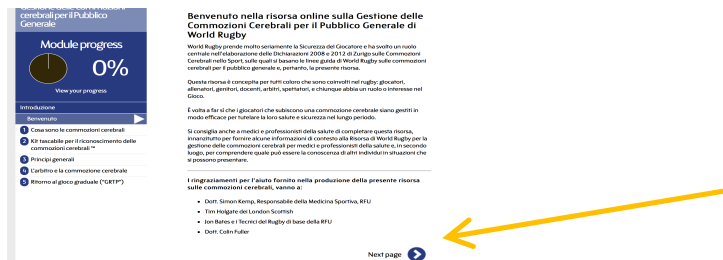 Gestione delle commozioni
cerebrali per il Pubblico
Generale
Module progress
0%
View your progress
Introduzione
Benvenuto
1 Cosa sono le commozioni cerebrali
2 Kit tascabile per il riconoscimento delle
commozioni cerebrali ™
3 Principi generali
4 L'arbitro e la commozione cerebrale
5 Ritorno al gioco graduale ("GRTP")
Benvenuto nella risorsa online sulla Gestione delle
Commozioni Cerebrali per il Pubblico Generale di
World Rugby
World Rugby prende molto seriamente la Sicurezza del Giocatore e ha svolto un ruolo
centrale nell'elaborazione delle Dichiarazioni 2008 e 2012 di Zurigo sulle Commozioni
Cerebrali nello Sport, sulle quali si basano le linee guida di World Rugby sulle commozioni
cerebrali per il pubblico generale e, pertanto, la presente risorsa.
Questa risorsa è concepita per tutti coloro che sono coinvolti nel rugby: giocatori,
allenatori, genitori, docenti, arbitri, spettatori, e chiunque abbia un ruolo o interesse nel
Gioco.
È volta a far sì che i giocatori che subiscono una commozione cerebrale siano gestiti in
modo efficace per tutelare la loro salute e sicurezza nel lungo periodo.
Si consiglia anche a medici e professionisti della salute di completare questa risorsa,
innanzitutto per fornire alcune informazioni di contesto alla Risorsa di World Rugby per la
gestione delle commozioni cerebrali per medici e professionisti della salute e, in secondo
luogo, per comprendere quale può essere la conoscenza di altri individui in situazioni che
si possono presentare.
I ringraziamenti per l'aiuto fornito nella produzione della presente risorsa
sulle commozioni cerebrali, vanno a:
• Dott. Simon Kemp, Responsabile della Medicina Sportiva, RFU
• Tim Holgate dei London Scottish
• Jon Bates e i Tecnici del Rugby di base della RFU
• Dott. Colin Fuller
Next page